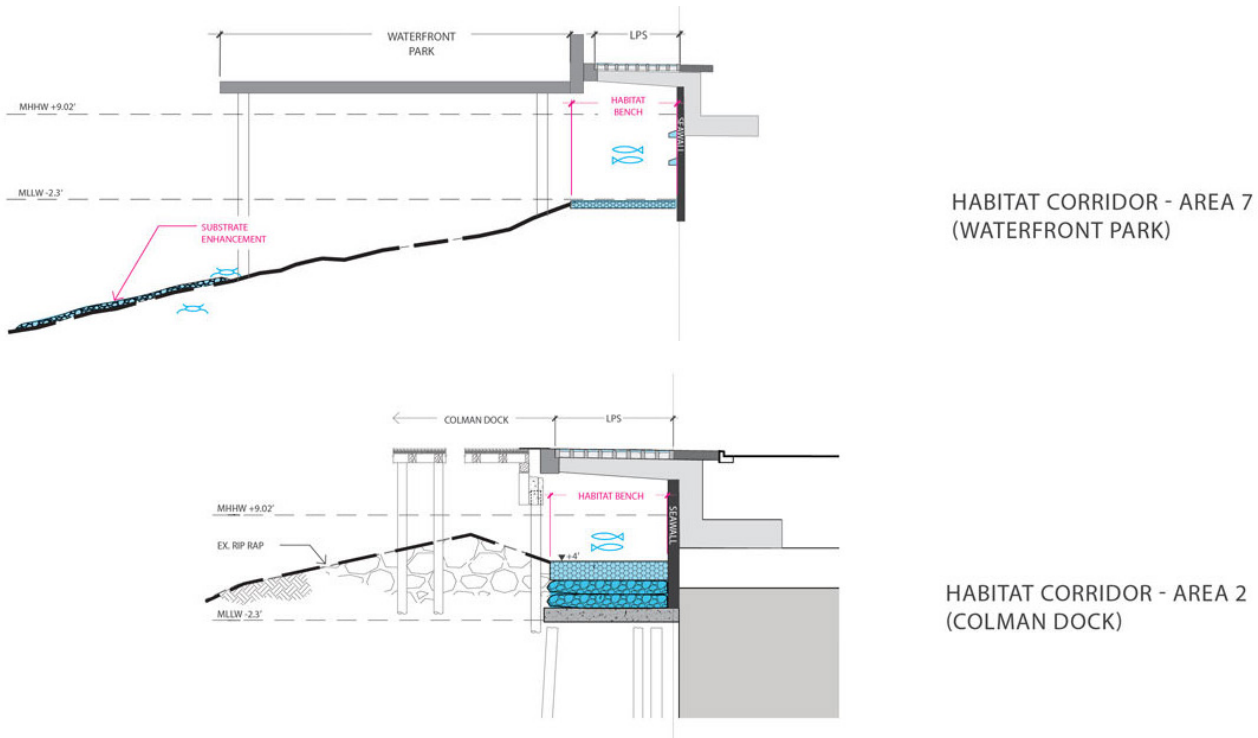 WATERFRONT
PARK
LPS
MHHW +9.02'
HABITAT
BENCH
SEAWALL
MLLW -2.3'
SUBSTRATE
ENHANCEMENT
HABITAT CORRIDOR - AREA 7
(WATERFRONT PARK)
COLMAN DOCK
LPS
HABITAT BENCH
MHHW +9.02'
SEAWALL
EX. RIP RAP
+4'
MLLW -2.3'
HABITAT CORRIDOR - AREA 2
(COLMAN DOCK)